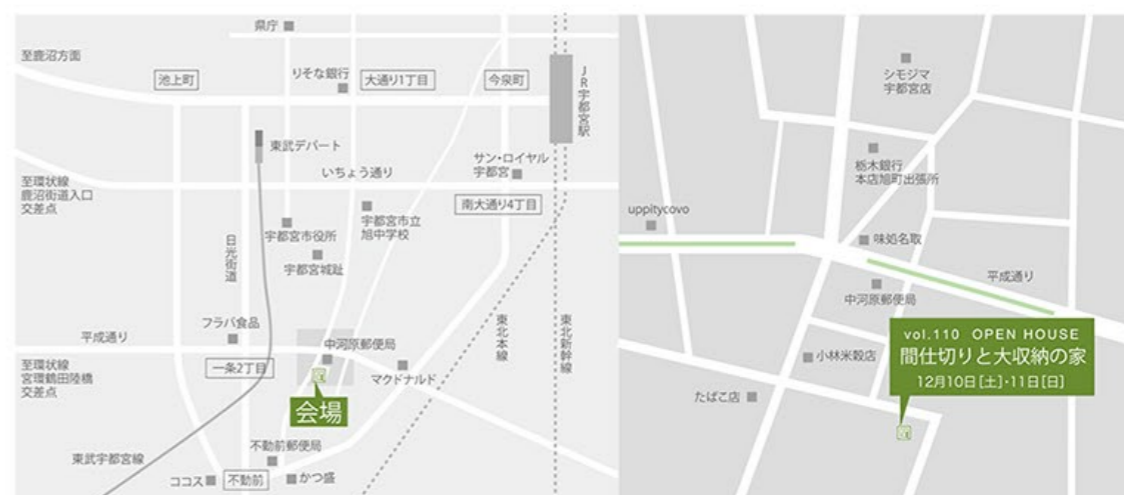 県庁
至鹿沼方面
池上町
りそな銀行
大通り1丁目
今泉町
JR宇都宮駅
東武デパート
いちょう通り
サン・ロイヤル
宇都宮
至環状線
鹿沼街道入口
交差点
南大通り4丁目
宇都宮市役所
宇都宮市立
旭中学校
宇都宮城趾
日光街道
フラバ食品
平成通り
東北本線
東北新幹線
中河原郵便局
至環状線
宮環鶴田陸橋
交差点
一条2丁目
マクドナルド
会場
不動前郵便局
東武宇都宮線
ココス
不動前
かつ盛
シモジマ
宇都宮店
栃木銀行
本店旭町出張所
uppitycovo
味処名取
平成通り
中河原郵便局
vol.110 OPEN HOUSE
間仕切りと大収納の家
12月10日[土]・11日[日]
小林米穀店
たばこ店